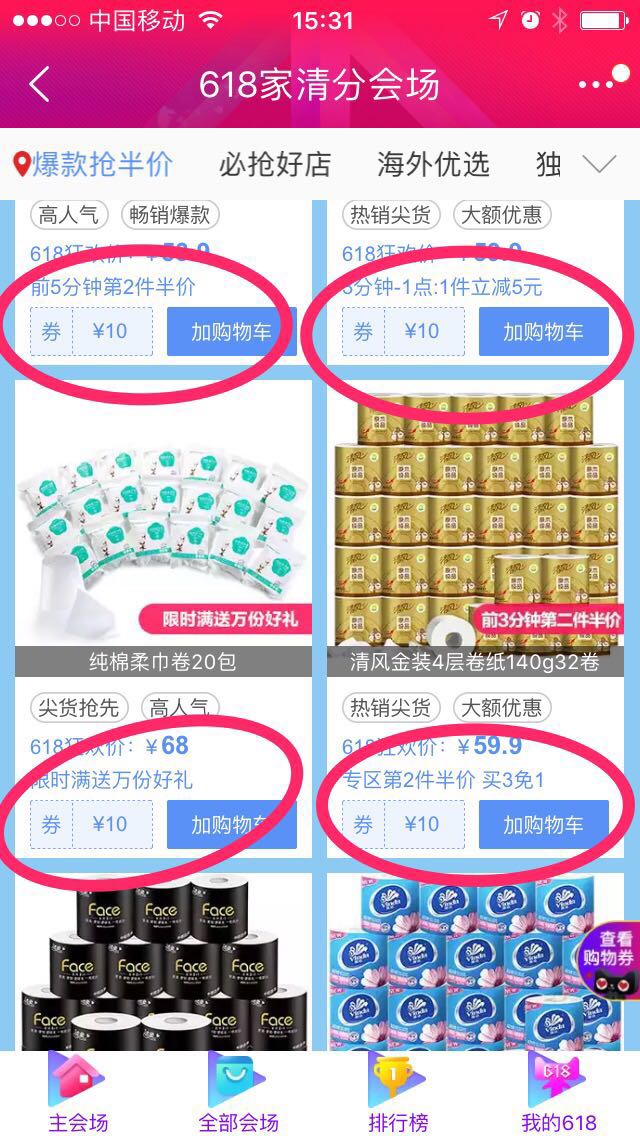 中国移动
15:31
618家清分会场
爆款抢半价
必抢好店
海外优选
独
高人气
畅销爆款
618狂欢价：
前5分钟第2件半价
券
¥10
加购物车
热销尖货
大额优惠
618狂欢价：
3分钟-1点:1件立减5元
券
¥10
加购物车
限时满送万份好礼
纯棉柔巾卷20包
前3分钟第二件半价
清风金装4层卷纸140g32卷
尖货抢先
高人气
618狂欢价：¥68
限时满送万份好礼
券
¥10
加购物车
热销尖货
大额优惠
618狂欢价：¥59.9
专区第2件半价 买3免1
券
¥10
加购物车
Face
Face
Face
Vinda
查看
购物券
主会场
全部会场
1
排行榜
618
我的618